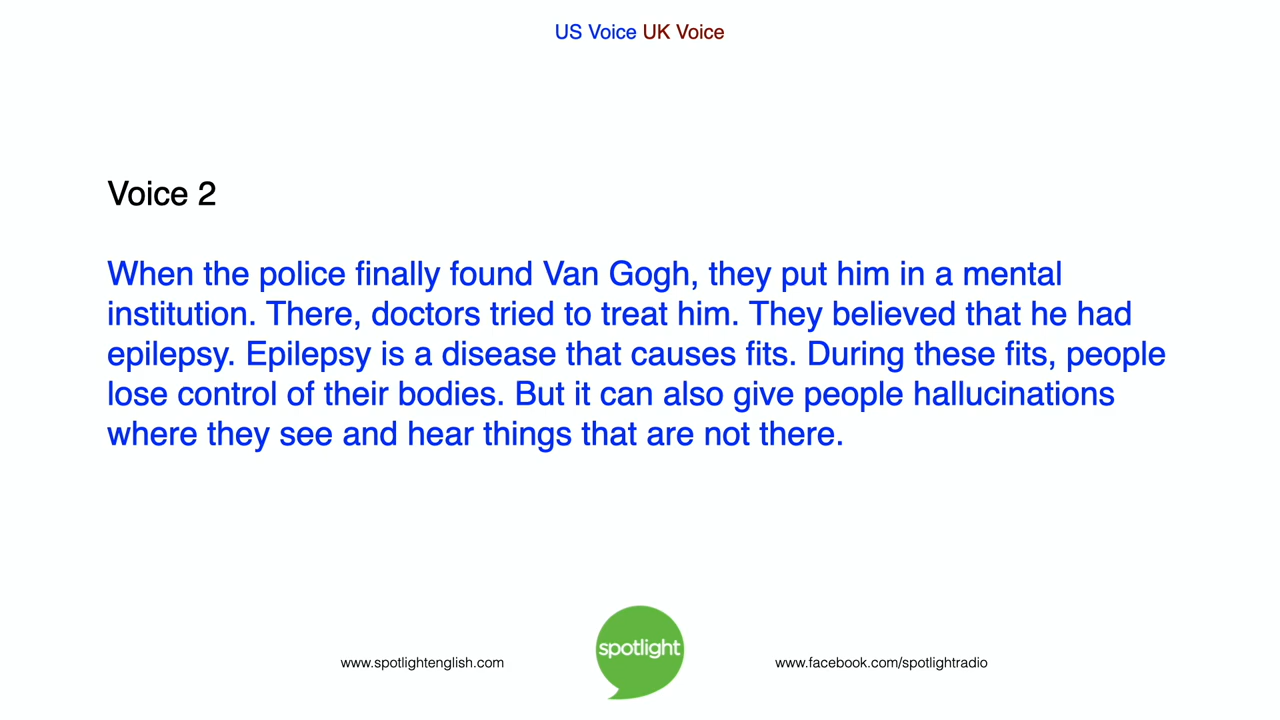 US Voice UK Voice
Voice 2
When the police finally found Van Gogh, they put him in a mental
institution. There, doctors tried to treat him. They believed that he had
epilepsy. Epilepsy is a disease that causes fits. During these fits, people
lose control of their bodies. But it can also give people hallucinations
where they see and hear things that are not there.
www.spotlightenglish.com
spotlight
www.facebook.com/spotlightradio